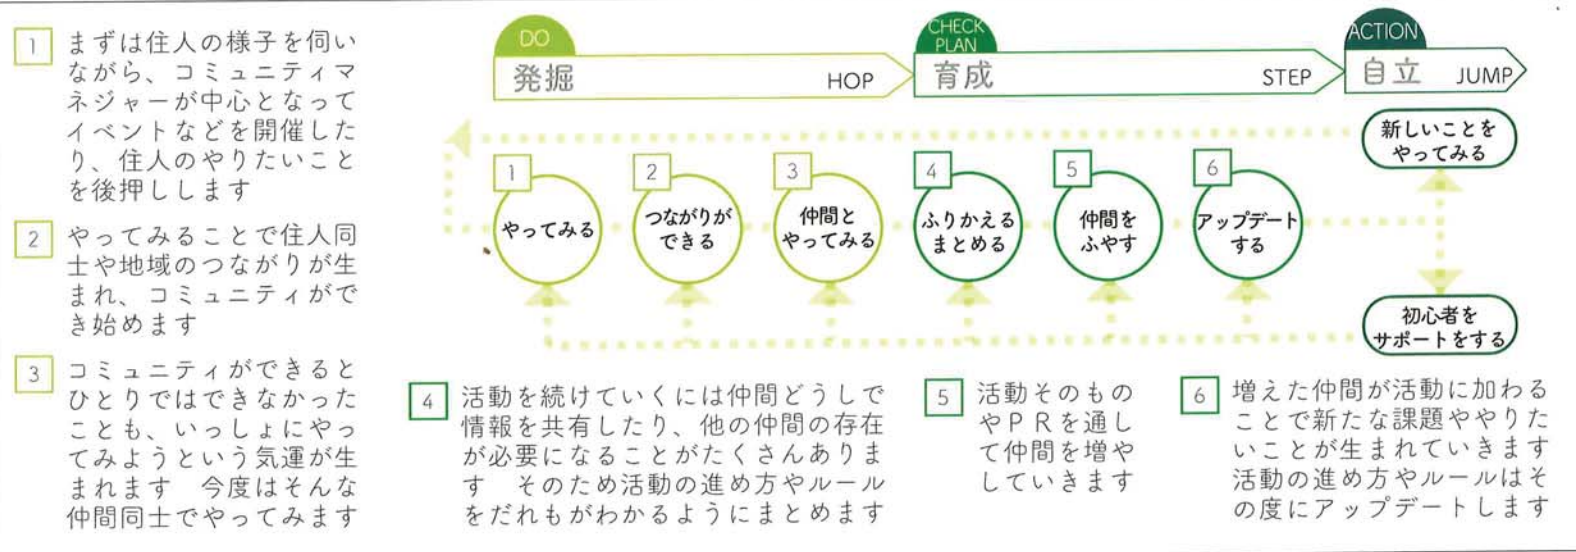 1
まずは住人の様子を伺い
ながら、コミュニティマ
ネジャーが中心となって
イベントなどを開催した
り、住人のやりたいこと
を後押しします
2
やってみることで住人同
士や地域のつながりが生
まれ、コミュニティがで
き始めます
3
コミュニティができると
ひとりではできなかった
ことも、いっしょにやっ
てみようという気運が生
まれます　今度はそんな
仲間同士でやってみます
DO
発掘
HOP
CHECK
PLAN
育成
STEP
ACTION
自立
JUMP
新しいことを
やってみる
1
やってみる
2
つながりが
できる
3
仲間と
やってみる
4
ふりかえる
まとめる
5
仲間を
ふやす
6
アップデート
する
初心者を
サポートをする
4
活動を続けていくには仲間どうしで
情報を共有したり、他の仲間の存在
が必要になることがたくさんありま
す　そのため活動の進め方やルール
をだれもがわかるようにまとめます
5
活動そのもの
やＰＲを通し
て仲間を増や
していきます
6
増えた仲間が活動に加わる
ことで新たな課題ややりた
いことが生まれていきます
活動の進め方やルールはそ
の度にアップデートします